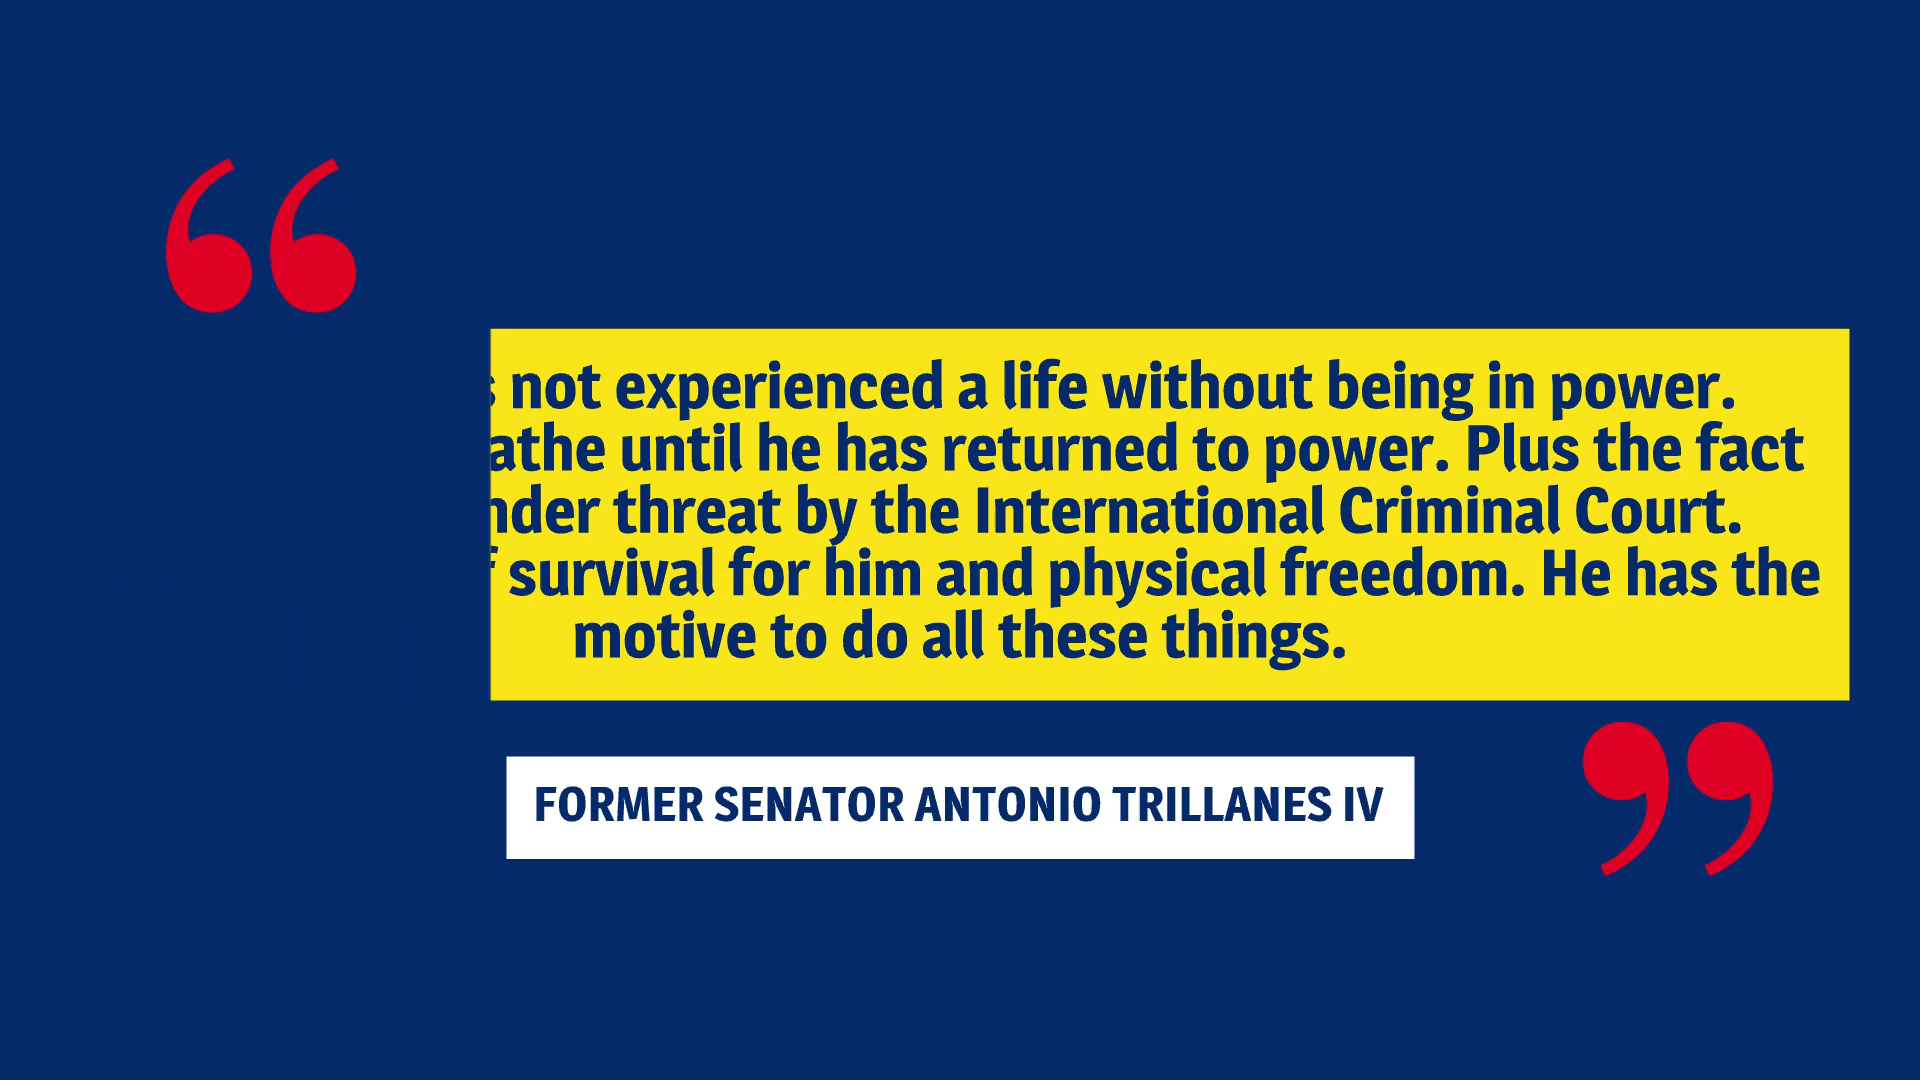 not experienced a life without being in power.
until he has returned to power. Plus the fact
threat by the International Criminal Court.
survival for him and physical freedom. He has the
motive to do all these things.
FORMER SENATOR ANTONIO TRILLANES IV